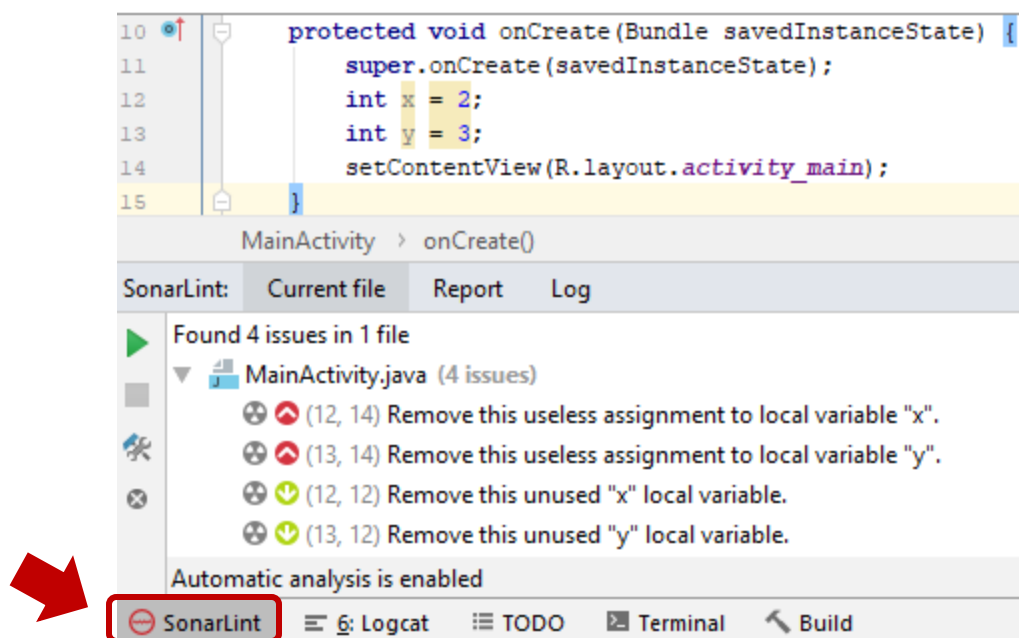 10 protected void onCreate(Bundle savedInstanceState) {
11 super.onCreate(savedInstanceState);
12 int x = 2;
13 int y = 3;
14 setContentView(R.layout.activity_main);
15 }
MainActivity > onCreate()
SonarLint: Current file Report Log
Found 4 issues in 1 file
MainActivity.java (4 issues)
(12, 14) Remove this useless assignment to local variable "x".
(13, 14) Remove this useless assignment to local variable "y".
(12, 12) Remove this unused "x" local variable.
(13, 12) Remove this unused "y" local variable.
Automatic analysis is enabled
SonarLint 6: Logcat TODO Terminal Build